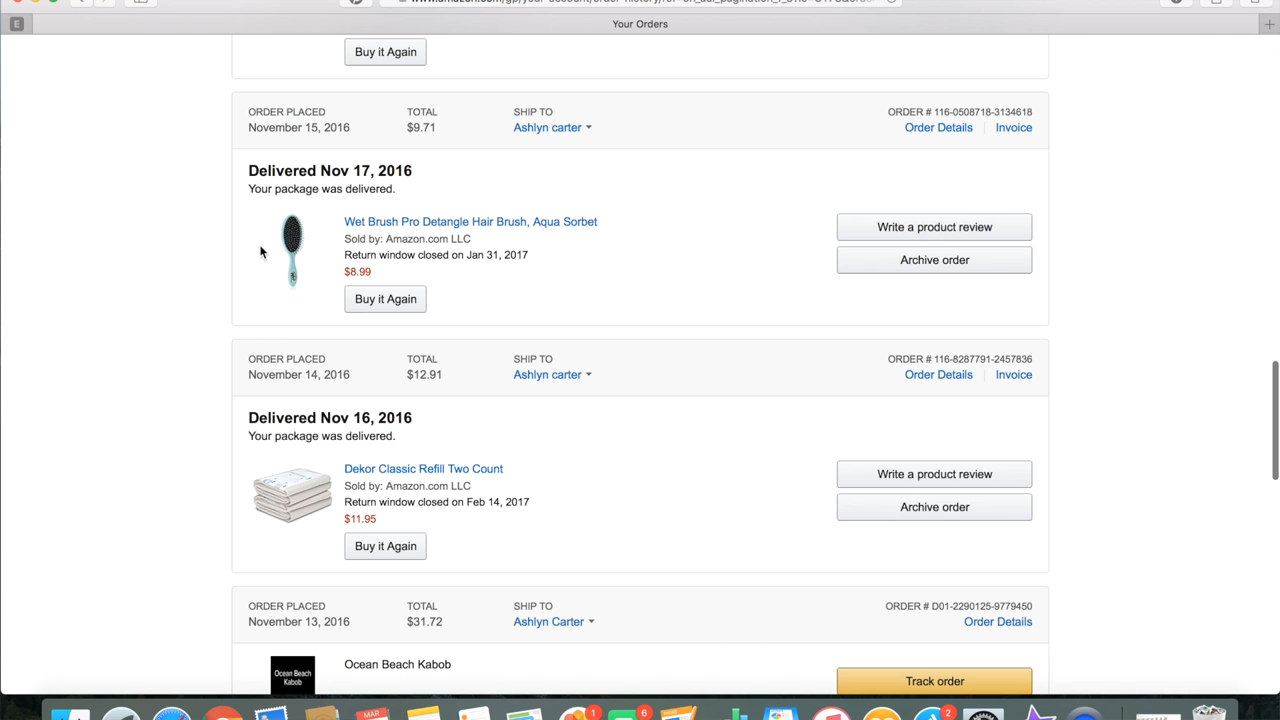 E
Your Orders
+
Buy it Again
ORDER PLACED TOTAL SHIP TO ORDER # 116-0508718-3134618
November 15, 2016 $9.71 Ashlyn carter Order Details Invoice
Delivered Nov 17, 2016
Your package was delivered.
Wet Brush Pro Detangle Hair Brush, Aqua Sorbet
Sold by: Amazon.com LLC
Return window closed on Jan 31, 2017
$8.99
Buy it Again
Write a product review
Archive order
ORDER PLACED TOTAL SHIP TO ORDER # 116-8287791-2457836
November 14, 2016 $12.91 Ashlyn carter Order Details Invoice
Delivered Nov 16, 2016
Your package was delivered.
Dekor Classic Refill Two Count
Sold by: Amazon.com LLC
Return window closed on Feb 14, 2017
$11.95
Buy it Again
Write a product review
Archive order
ORDER PLACED TOTAL SHIP TO ORDER # D01-2290125-9779450
November 13, 2016 $31.72 Ashlyn Carter Order Details
Ocean Beach
Kabob
Ocean Beach Kabob
Track order
MAR
1
6
2